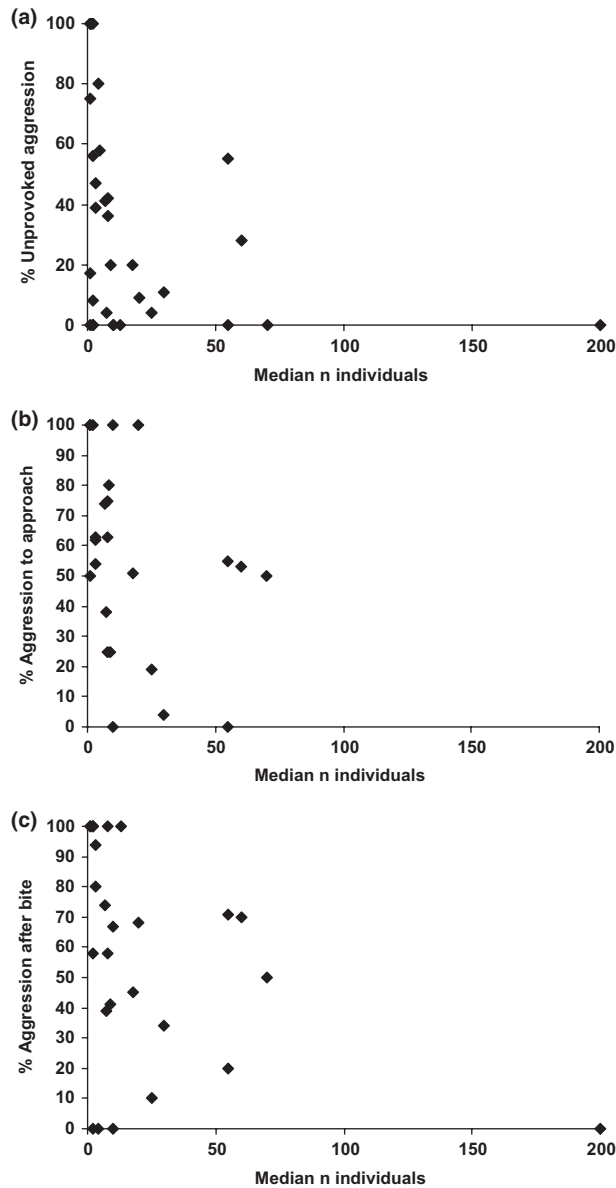 (a)
100
80
60
40
20
0
% Unprovoked aggression
0 50 100 150 200
Median n individuals
(b)
100
90
80
70
60
50
40
30
20
10
0
% Aggression to approach
0 50 100 150 200
Median n individuals
(c)
100
90
80
70
60
50
40
30
20
10
0
% Aggression after bite
0 50 100 150 200
Median n individuals